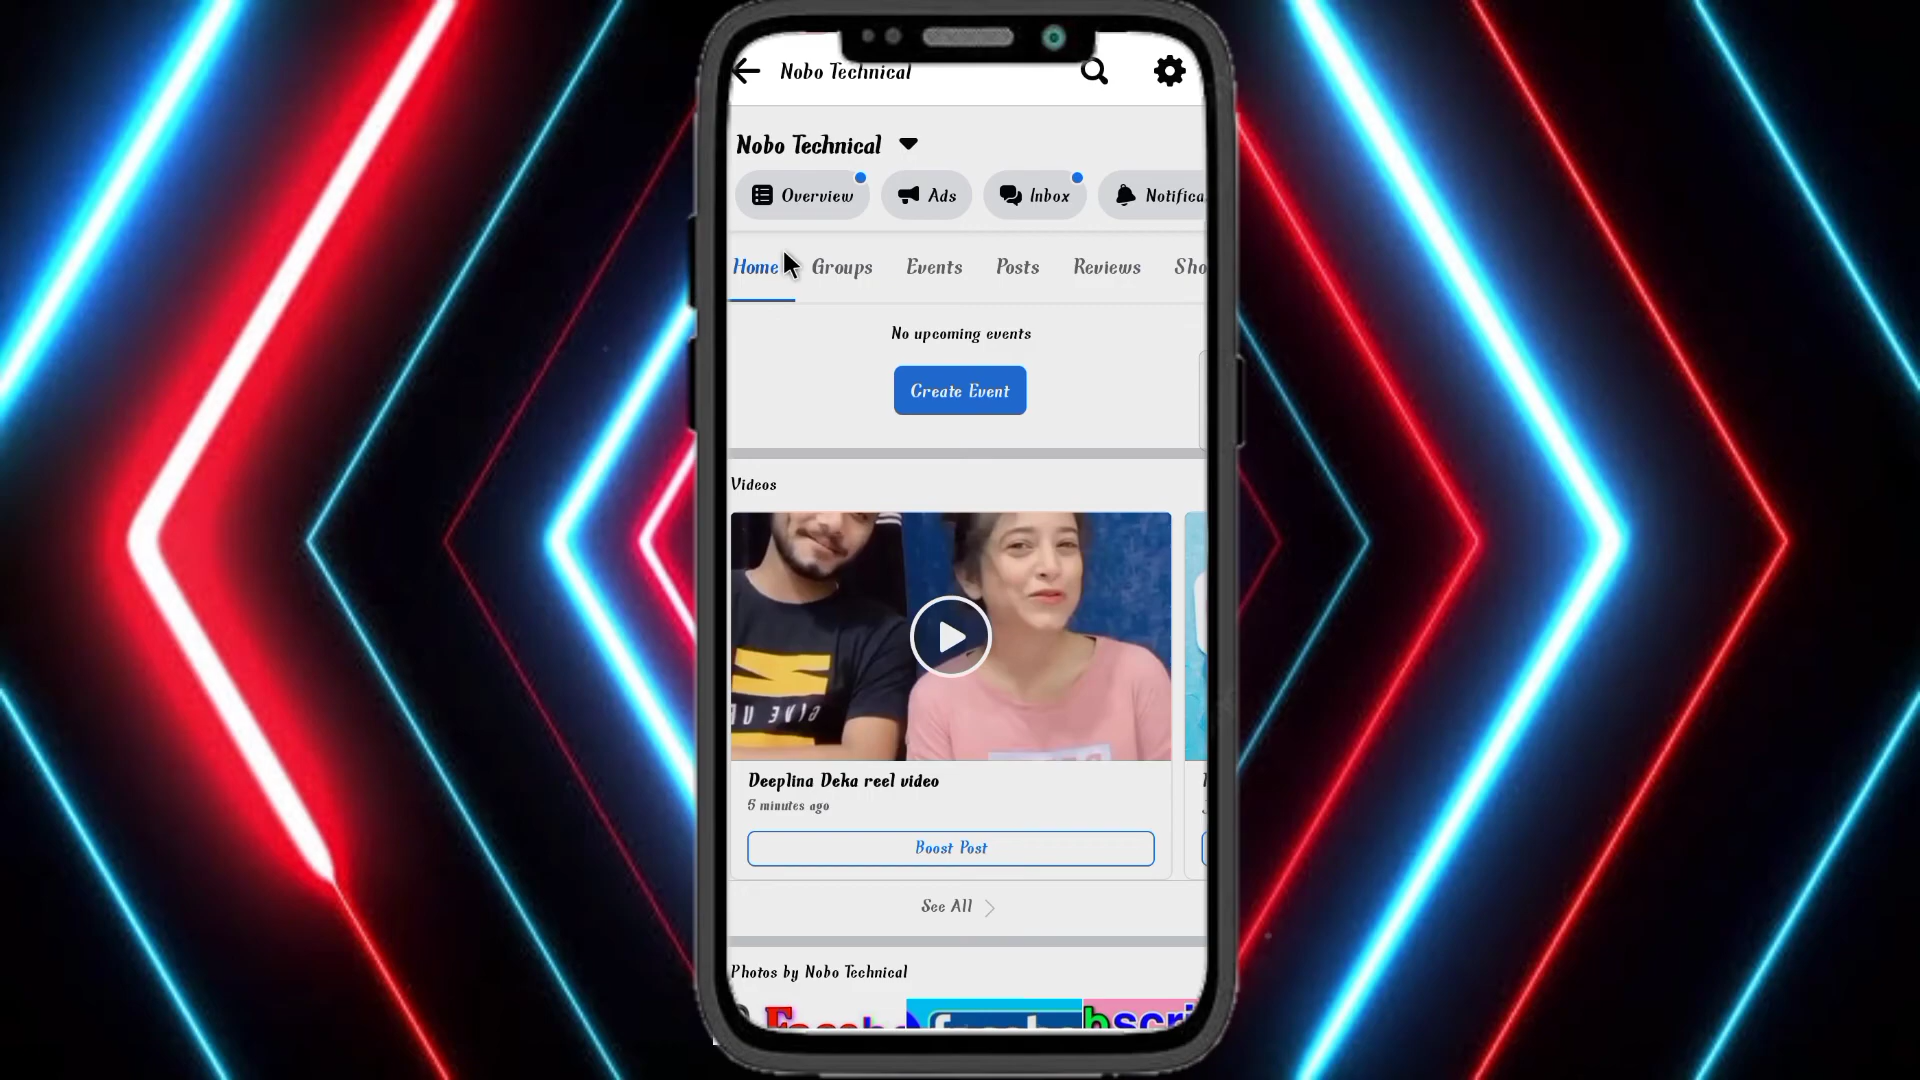 Nobo Technical
Nobo Technical
Overview
Ads
Inbox
Notifica
Home
Groups
Events
Posts
Reviews
Sho
No upcoming events
Create Event
Videos
Deeplina Deka reel video
5 minutes ago
Boost Post
See All
Photos by Nobo Technical